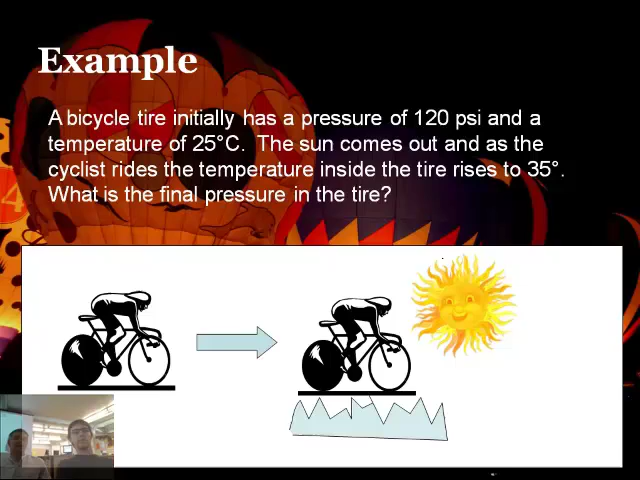 Example
A bicycle tire initially has a pressure of 120 psi and a
temperature of 25°C. The sun comes out and as the
cyclist rides the temperature inside the tire rises to 35°.
What is the final pressure in the tire?
4